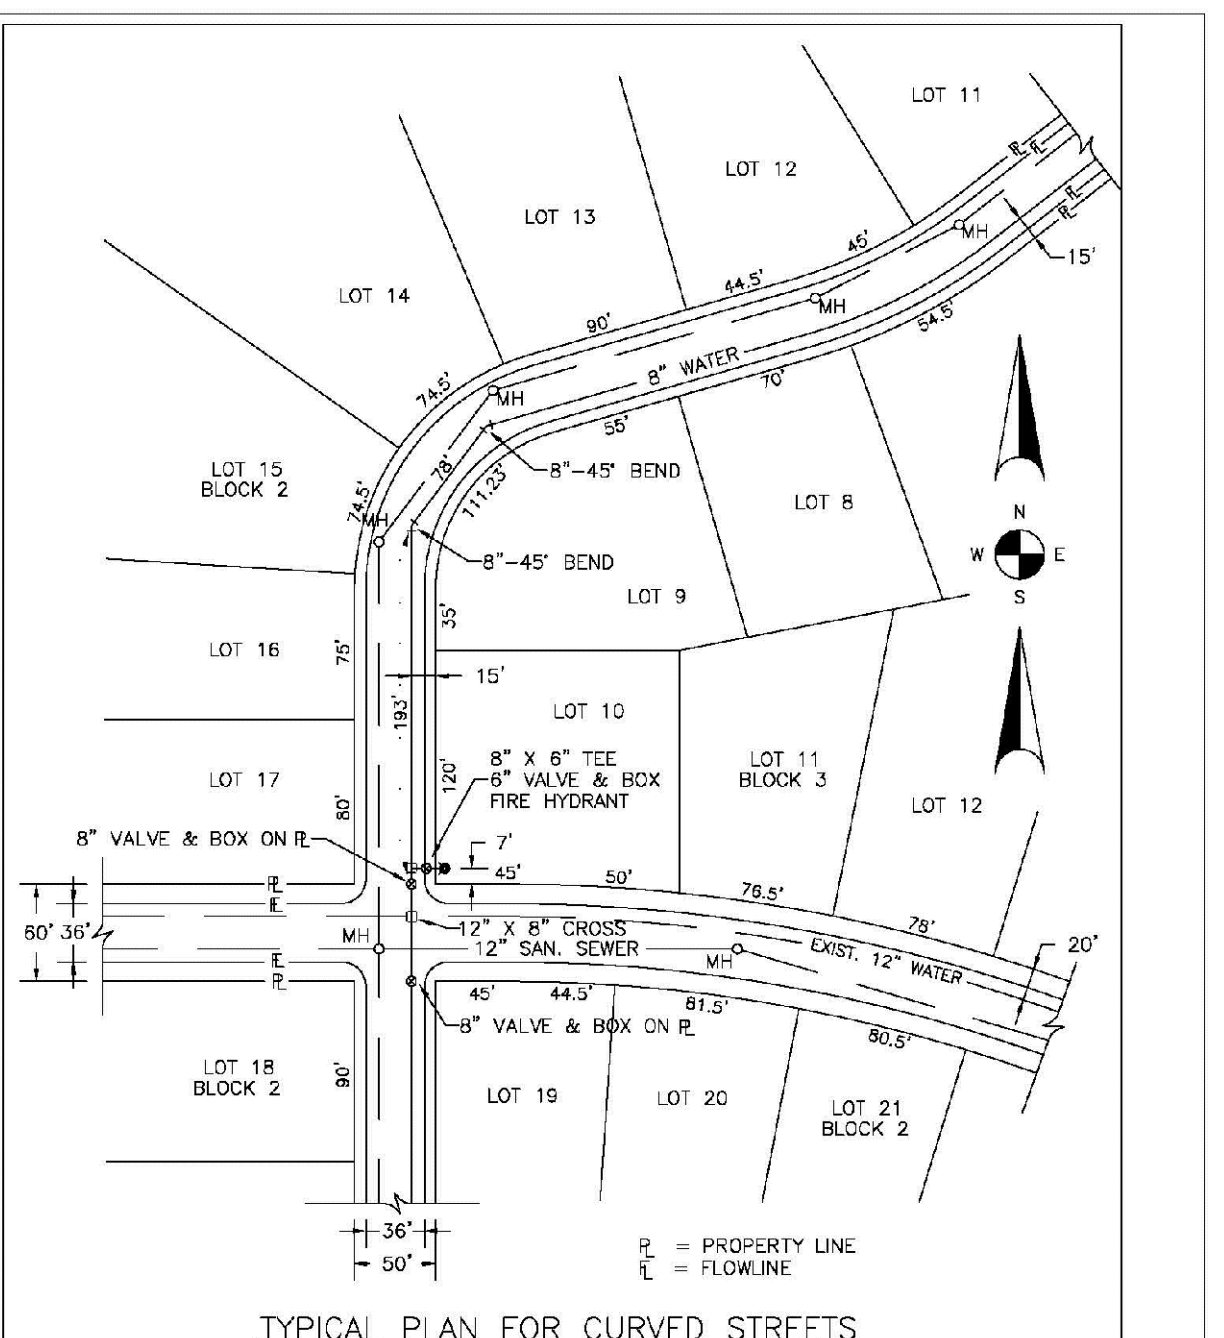 LOT 11
LOT 12
LOT 13
LOT 14
PL PL
PL
PL
MH
15'
45'
44.5'
MH
54.5'
90'
8" WATER
70'
74.5'
MH
55'
78'
8"-45° BEND
111.23'
LOT 15
BLOCK 2
74.5'
MH
8"-45° BEND
LOT 8
N
W E
S
LOT 9
35'
LOT 16
75'
15'
193'
LOT 10
8" X 6" TEE
6" VALVE & BOX
FIRE HYDRANT
120'
LOT 11
BLOCK 3
LOT 17
80'
LOT 12
8" VALVE & BOX ON PL
7'
45'
50'
76.5'
78'
PL
FL
60' 36'
MH
12" X 8" CROSS
12" SAN. SEWER
MH
EXIST. 12" WATER
20'
FL
PL
45' 44.5' 81.5'
80.5'
8" VALVE & BOX ON PL
LOT 18
BLOCK 2
90'
LOT 19
LOT 20
LOT 21
BLOCK 2
36'
50'
PL = PROPERTY LINE
FL = FLOWLINE
TYPICAL PLAN FOR CURVED STREETS